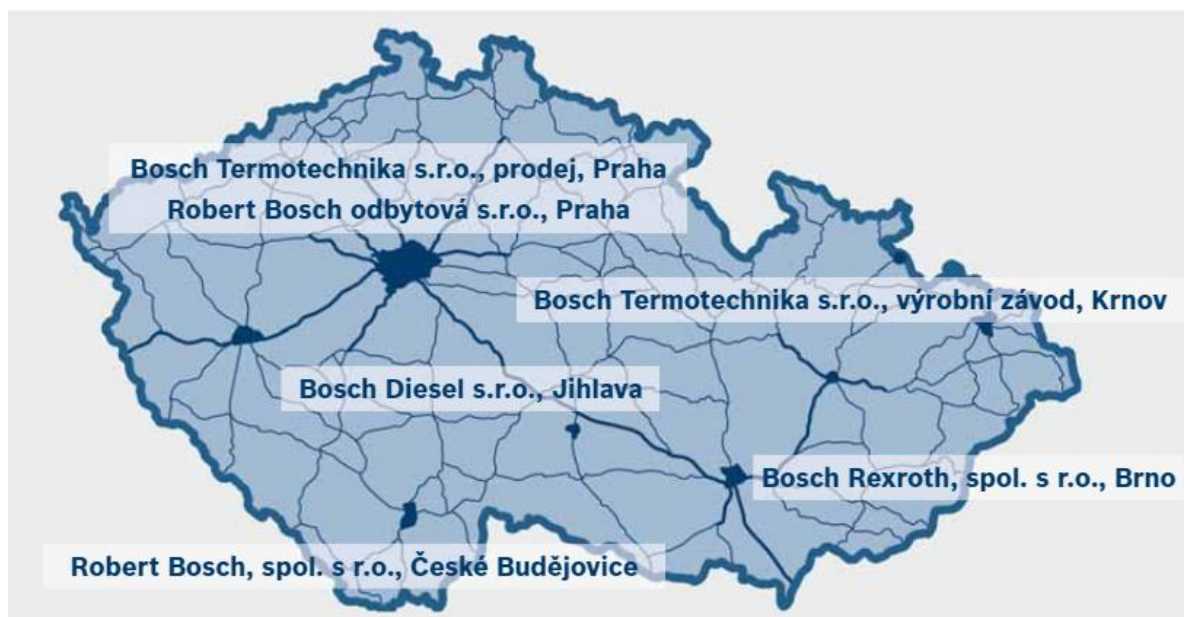 Bosch Termotechnika s.r.o., prodej, Praha
Robert Bosch odbytová s.r.o., Praha
Bosch Termotechnika s.r.o., výrobní závod, Krnov
Bosch Diesel s.r.o., Jihlava
Bosch Rexroth, spol. s r.o., Brno
Robert Bosch, spol. s r.o., České Budějovice